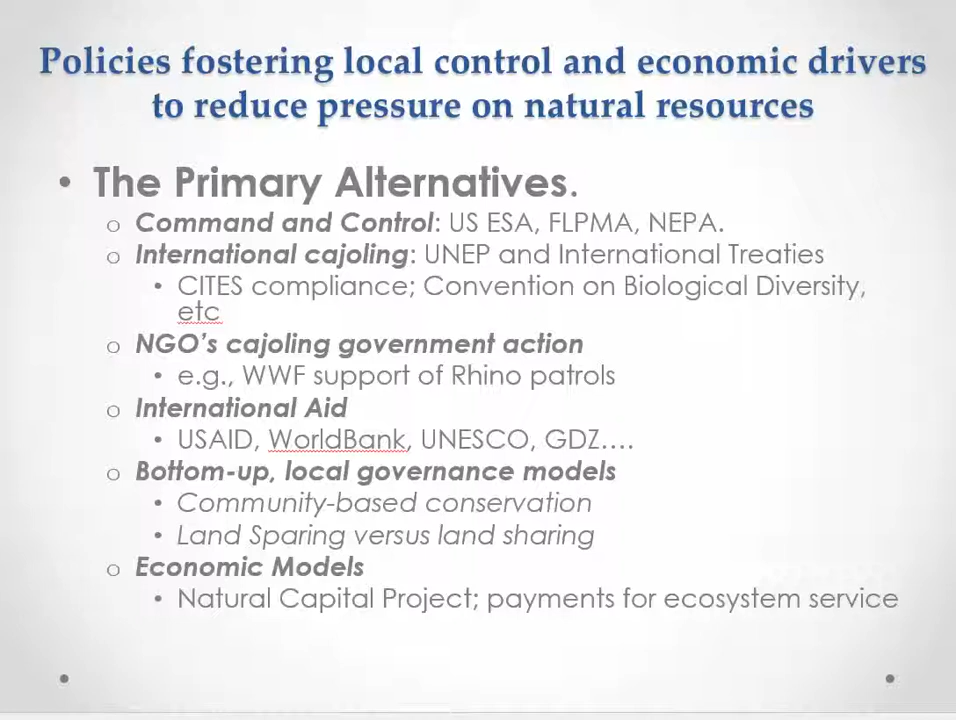 Policies fostering local control and economic drivers
to reduce pressure on natural resources
• The Primary Alternatives.
o Command and Control: US ESA, FLPMA, NEPA.
o International cajoling: UNEP and International Treaties
• CITES compliance; Convention on Biological Diversity,
etc
o NGO's cajoling government action
• e.g., WWF support of Rhino patrols
o International Aid
• USAID, WorldBank, UNESCO, GDZ....
o Bottom-up, local governance models
• Community-based conservation
• Land Sparing versus land sharing
o Economic Models
• Natural Capital Project; payments for ecosystem service